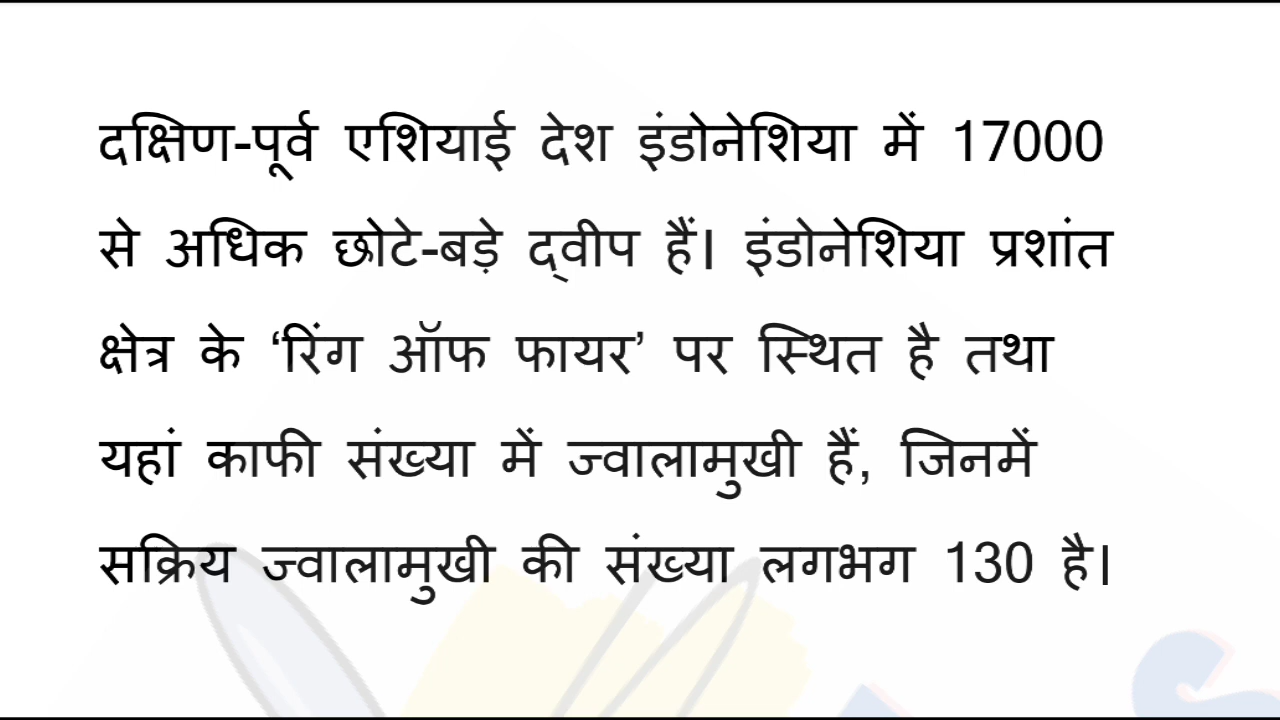 दक्षिण-पूर्व एशियाई देश इंडोनेशिया में 17000
से अधिक छोटे-बड़े द्वीप हैं। इंडोनेशिया प्रशांत
क्षेत्र के ‘रिंग ऑफ फायर’ पर स्थित है तथा
यहां काफी संख्या में ज्वालामुखी हैं, जिनमें
सक्रिय ज्वालामुखी की संख्या लगभग 130 है।